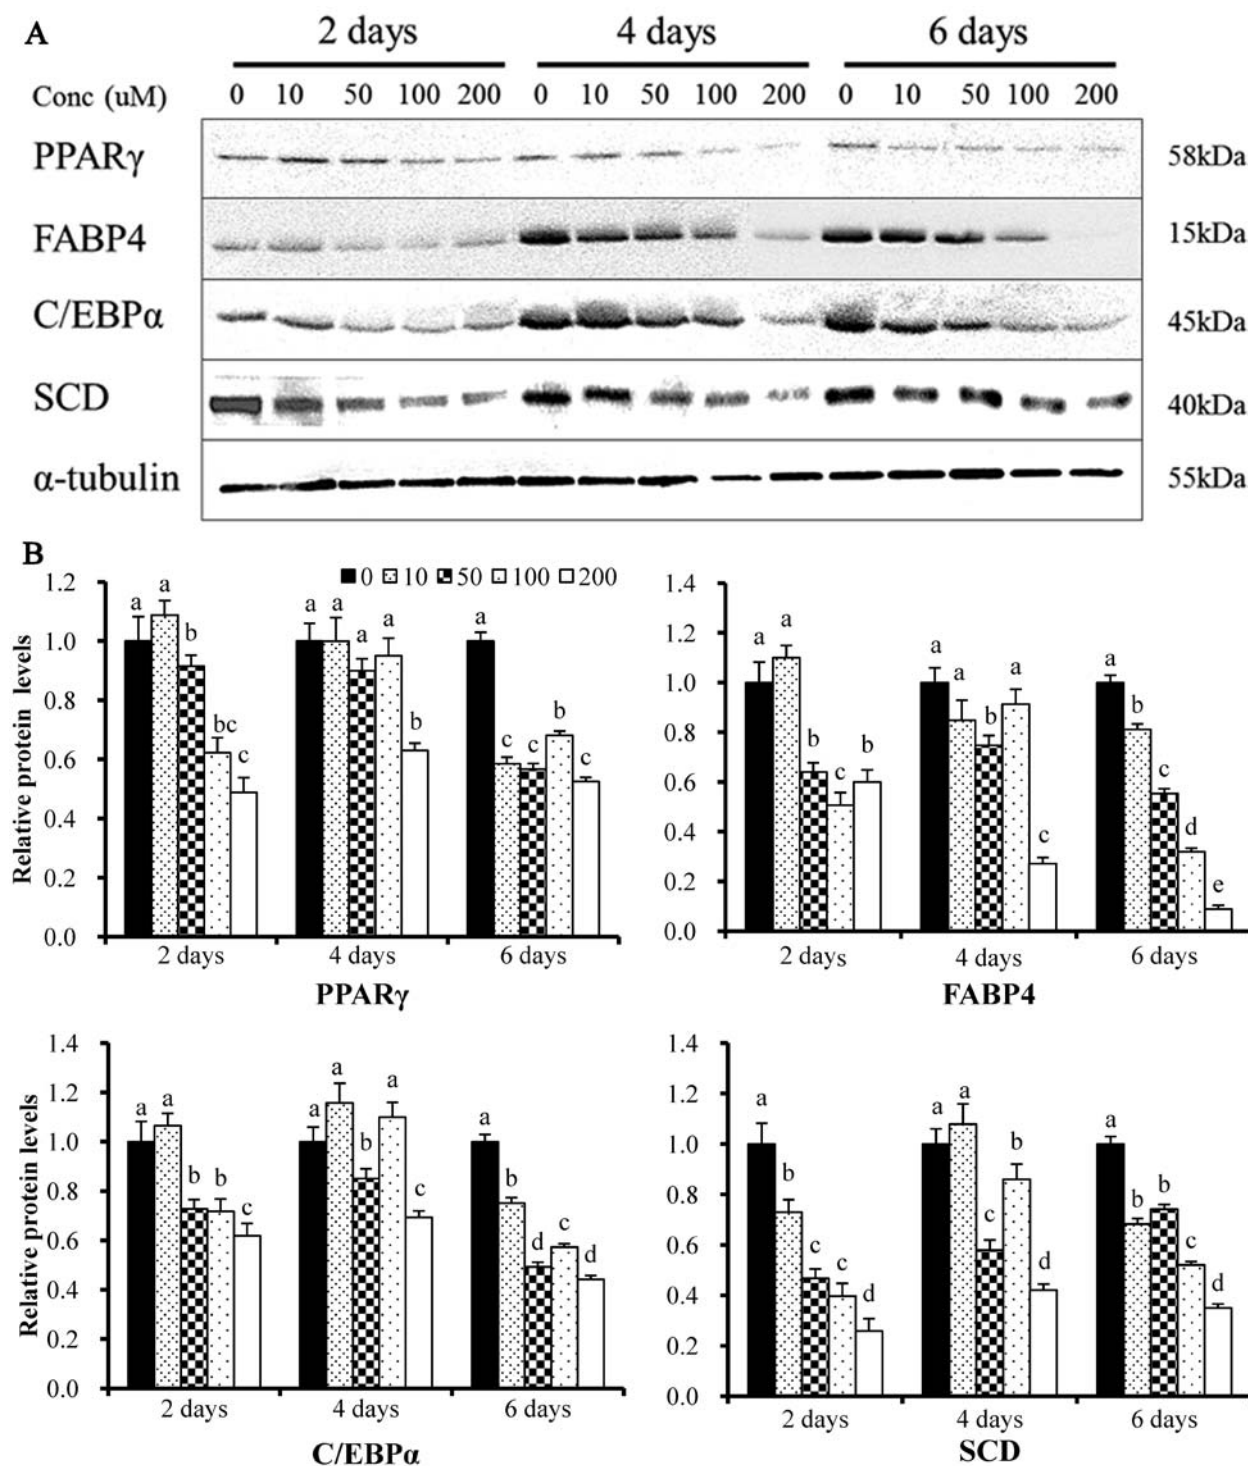 A
2 days 4 days 6 days
Conc (uM) 0 10 50 100 200 0 10 50 100 200 0 10 50 100 200
PPARγ 58kDa
FABP4 15kDa
C/EBPα 45kDa
SCD 40kDa
α-tubulin 55kDa
B
0 10 50 100 200
Relative protein levels
1.2
1.0
0.8
0.6
0.4
0.2
0.0
a a b bc c
a a a a b
a c c b c
2 days 4 days 6 days
PPARγ
1.4
1.2
1.0
0.8
0.6
0.4
0.2
0.0
a a b c b
a a b a c
a b c d e
2 days 4 days 6 days
FABP4
Relative protein levels
1.4
1.2
1.0
0.8
0.6
0.4
0.2
0.0
a a b b c
a a b a c
a b d c d
2 days 4 days 6 days
C/EBPα
1.4
1.2
1.0
0.8
0.6
0.4
0.2
0.0
a b c c d
a a c b d
a b b c d
2 days 4 days 6 days
SCD